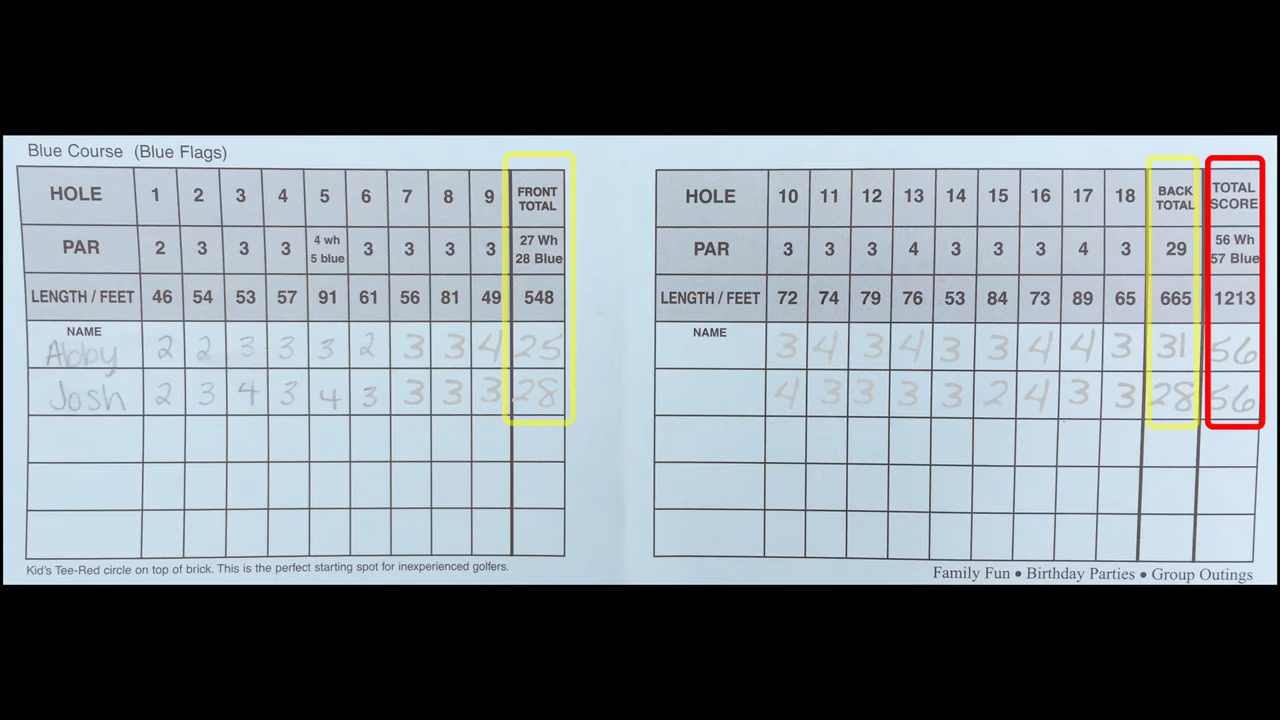 Blue Course (Blue Flags)
HOLE 1 2 3 4 5 6 7 8 9 FRONT TOTAL
PAR 2 3 3 3 4 wh 5 blue 3 3 3 3 27 Wh 28 Blue
LENGTH / FEET 46 54 53 57 91 61 56 81 49 548
NAME
Abby 2 2 3 3 3 2 3 3 4 25
Josh 2 3 4 3 4 3 3 3 3 28
Kid's Tee-Red circle on top of brick. This is the perfect starting spot for inexperienced golfers.
HOLE 10 11 12 13 14 15 16 17 18 BACK TOTAL TOTAL SCORE
PAR 3 3 3 4 3 3 3 4 3 29 56 Wh 57 Blue
LENGTH / FEET 72 74 79 76 53 84 73 89 65 665 1213
NAME
3 4 3 4 3 3 4 4 3 31 56
4 3 3 3 3 2 4 3 3 28 56
Family Fun • Birthday Parties • Group Outings